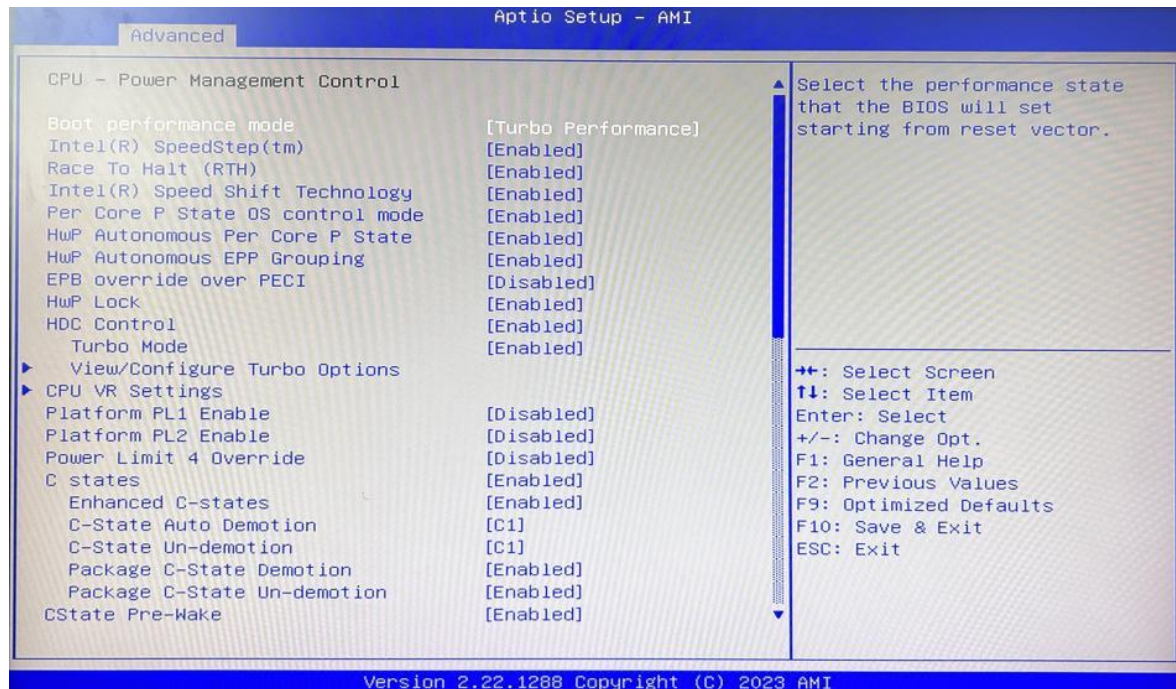 Aptio Setup - AMI
Advanced
CPU - Power Management Control
Boot performance mode [Turbo Performance]
Intel(R) SpeedStep(tm) [Enabled]
Race To Halt (RTH) [Enabled]
Intel(R) Speed Shift Technology [Enabled]
Per Core P State OS control mode [Enabled]
HwP Autonomous Per Core P State [Enabled]
HwP Autonomous EPP Grouping [Enabled]
EPB override over PECI [Disabled]
HwP Lock [Enabled]
HDC Control [Enabled]
Turbo Mode [Enabled]
View/Configure Turbo Options
CPU VR Settings
Platform PL1 Enable [Disabled]
Platform PL2 Enable [Disabled]
Power Limit 4 Override [Disabled]
C states [Enabled]
Enhanced C-states [Enabled]
C-State Auto Demotion [C1]
C-State Un-demotion [C1]
Package C-State Demotion [Enabled]
Package C-State Un-demotion [Enabled]
CState Pre-Wake [Enabled]
Select the performance state
that the BIOS will set
starting from reset vector.
→←: Select Screen
↑↓: Select Item
Enter: Select
+/-: Change Opt.
F1: General Help
F2: Previous Values
F9: Optimized Defaults
F10: Save & Exit
ESC: Exit
Version 2.22.1288 Copyright (C) 2023 AMI